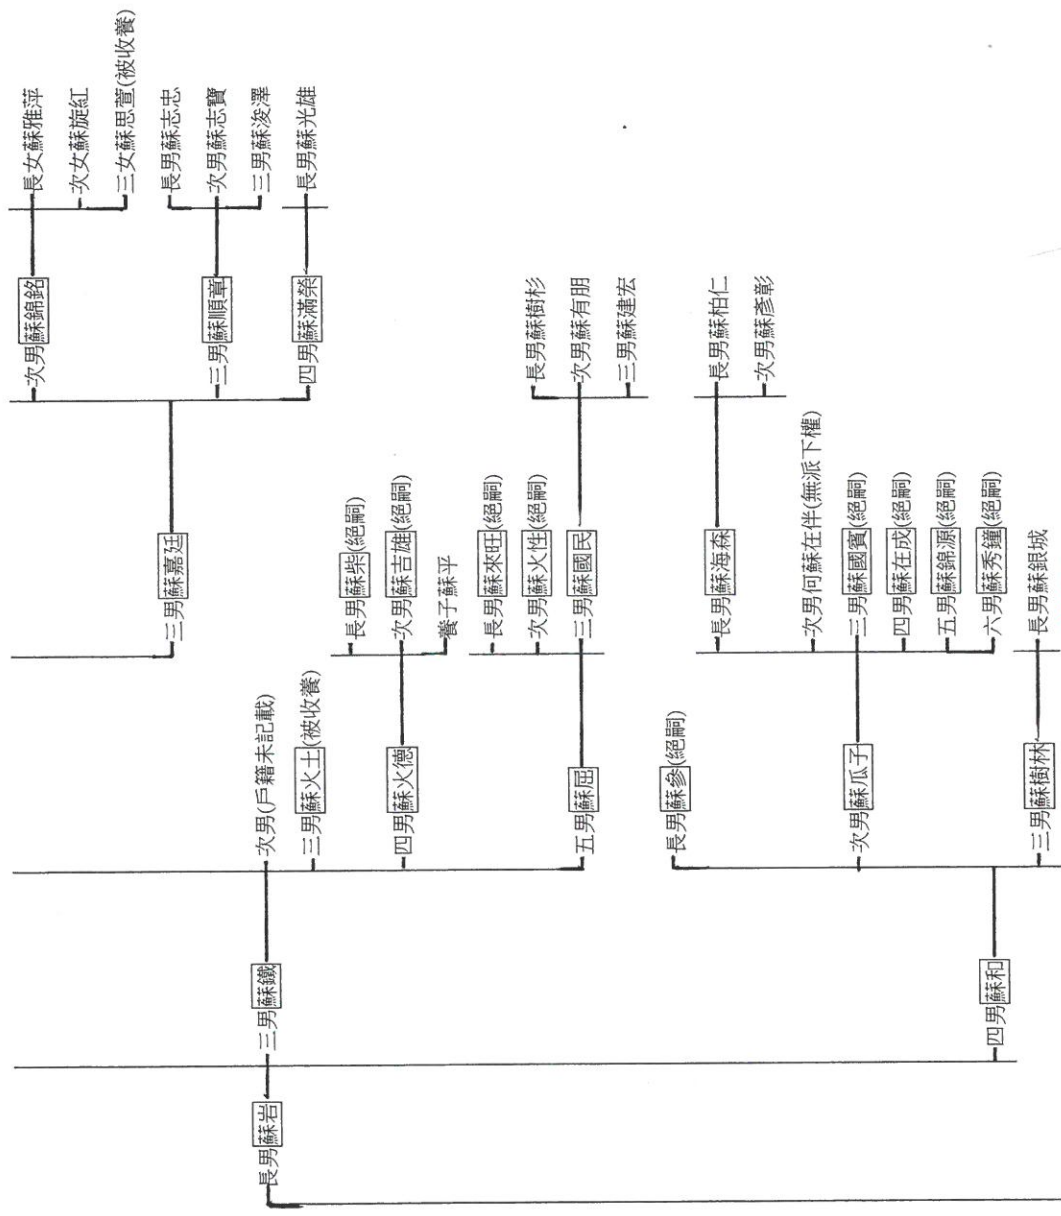 長男蘇岩
三男蘇鐵
四男蘇和
次男(戶籍未記載)
三男蘇火土(被收養)
四男蘇火德
五男蘇屈
長男蘇參(絕嗣)
次男蘇瓜子
三男蘇樹林
三男蘇嘉廷
長男蘇柴(絕嗣)
次男蘇吉雄(絕嗣)
養子蘇平
長男蘇來旺(絕嗣)
次男蘇火性(絕嗣)
三男蘇國民
長男蘇海森
次男何蘇在伴(無派下權)
三男蘇國賓(絕嗣)
四男蘇在成(絕嗣)
五男蘇錦源(絕嗣)
六男蘇秀鐘(絕嗣)
長男蘇銀城
次男蘇錦銘
三男蘇順章
四男蘇滿榮
長男蘇樹杉
次男蘇有朋
三男蘇建宏
長男蘇柏仁
次男蘇彥彰
長女蘇雅萍
次女蘇旋紅
三女蘇思萱(被收養)
長男蘇志忠
次男蘇志寶
三男蘇浚澤
長男蘇光雄